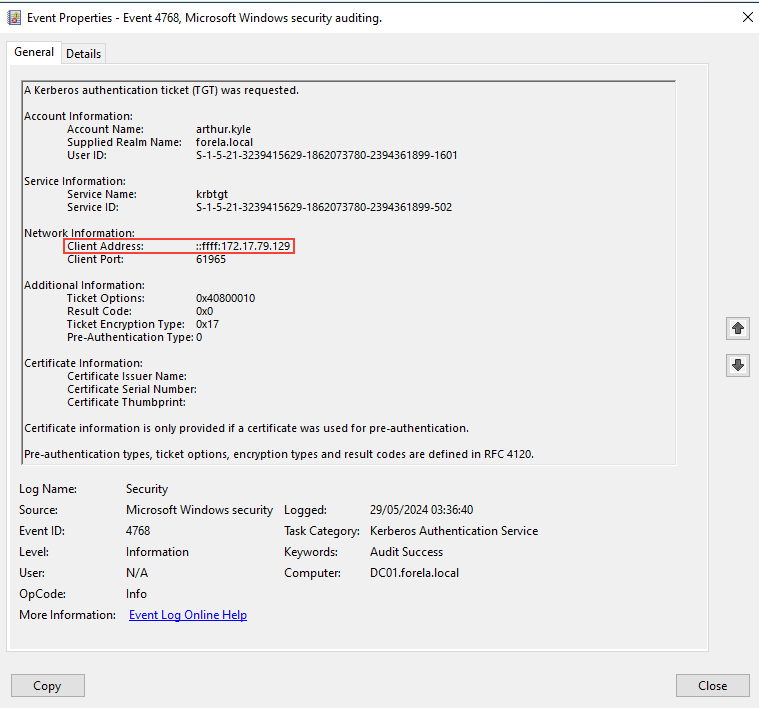 Event Properties - Event 4768, Microsoft Windows security auditing.
General Details
A Kerberos authentication ticket (TGT) was requested.
Account Information:
Account Name: arthur.kyle
Supplied Realm Name: forela.local
User ID: S-1-5-21-3239415629-1862073780-2394361899-1601
Service Information:
Service Name: krbtgt
Service ID: S-1-5-21-3239415629-1862073780-2394361899-502
Network Information:
Client Address: ::ffff:172.17.79.129
Client Port: 61965
Additional Information:
Ticket Options: 0x40800010
Result Code: 0x0
Ticket Encryption Type: 0x17
Pre-Authentication Type: 0
Certificate Information:
Certificate Issuer Name:
Certificate Serial Number:
Certificate Thumbprint:
Certificate information is only provided if a certificate was used for pre-authentication.
Pre-authentication types, ticket options, encryption types and result codes are defined in RFC 4120.
Log Name: Security
Source: Microsoft Windows security Logged: 29/05/2024 03:36:40
Event ID: 4768 Task Category: Kerberos Authentication Service
Level: Information Keywords: Audit Success
User: N/A Computer: DC01.forela.local
OpCode: Info
More Information: Event Log Online Help
Copy Close